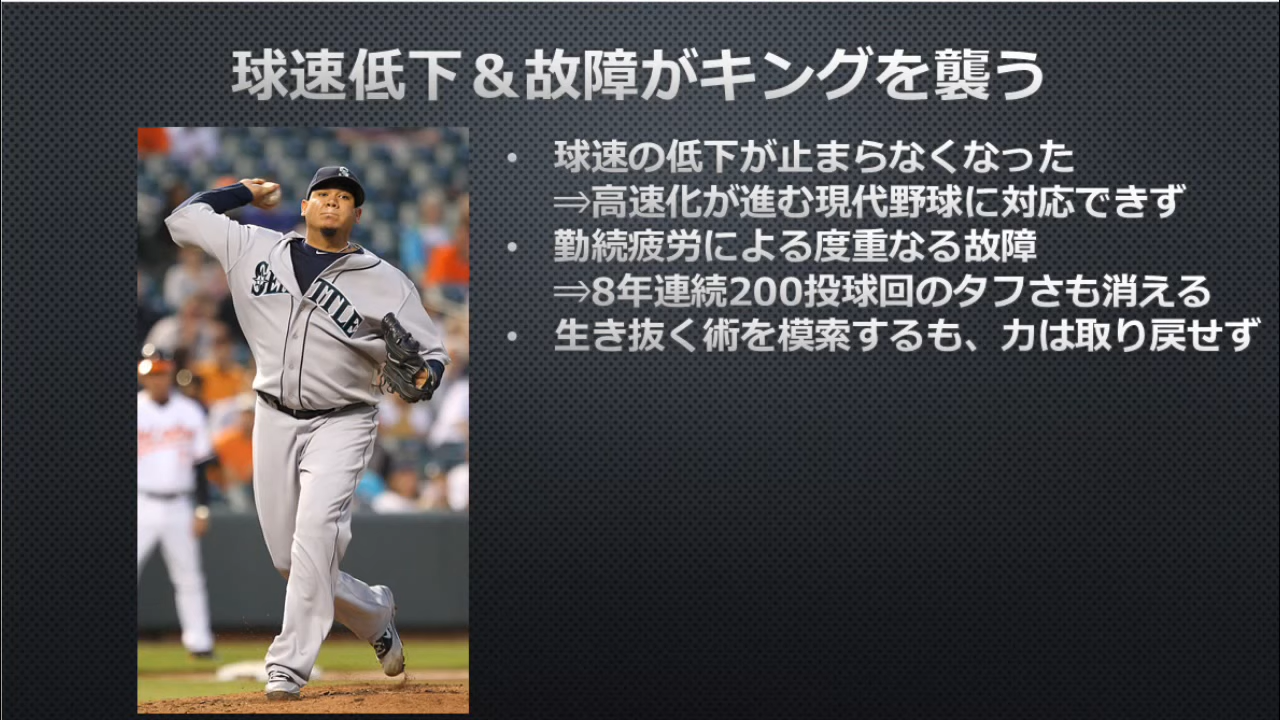 球速低下＆故障がキングを襲う
• 球速の低下が止まらなくなった
⇒高速化が進む現代野球に対応できず
• 勤続疲労による度重なる故障
⇒8年連続200投球回のタフさも消える
• 生き抜く術を模索するも、力は取り戻せず
SEATTLE